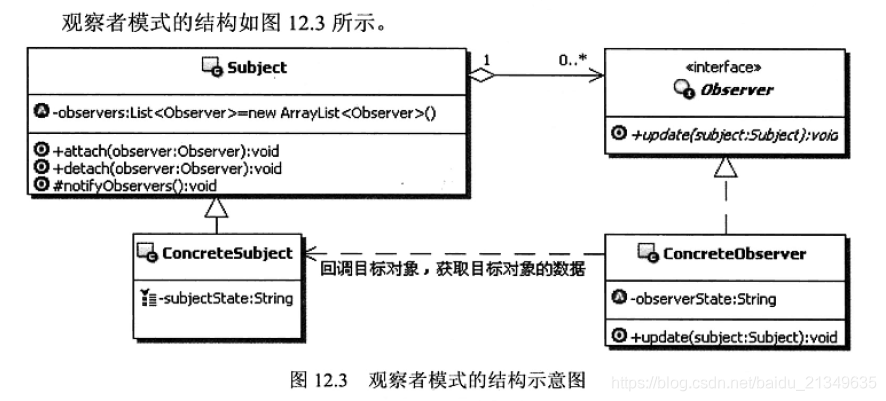 观察者模式的结构如图 12.3 所示。
Subject
-observers:List<Observer>=new ArrayList<Observer>()
+attach(observer:Observer):void
+detach(observer:Observer):void
#notifyObservers():void
1
0..*
«interface»
Observer
+update(subject:Subject):void
ConcreteSubject
-subjectState:String
回调目标对象，获取目标对象的数据
ConcreteObserver
-observerState:String
+update(subject:Subject):void
图 12.3 观察者模式的结构示意图
https://blog.csdn.net/baidu_21349635